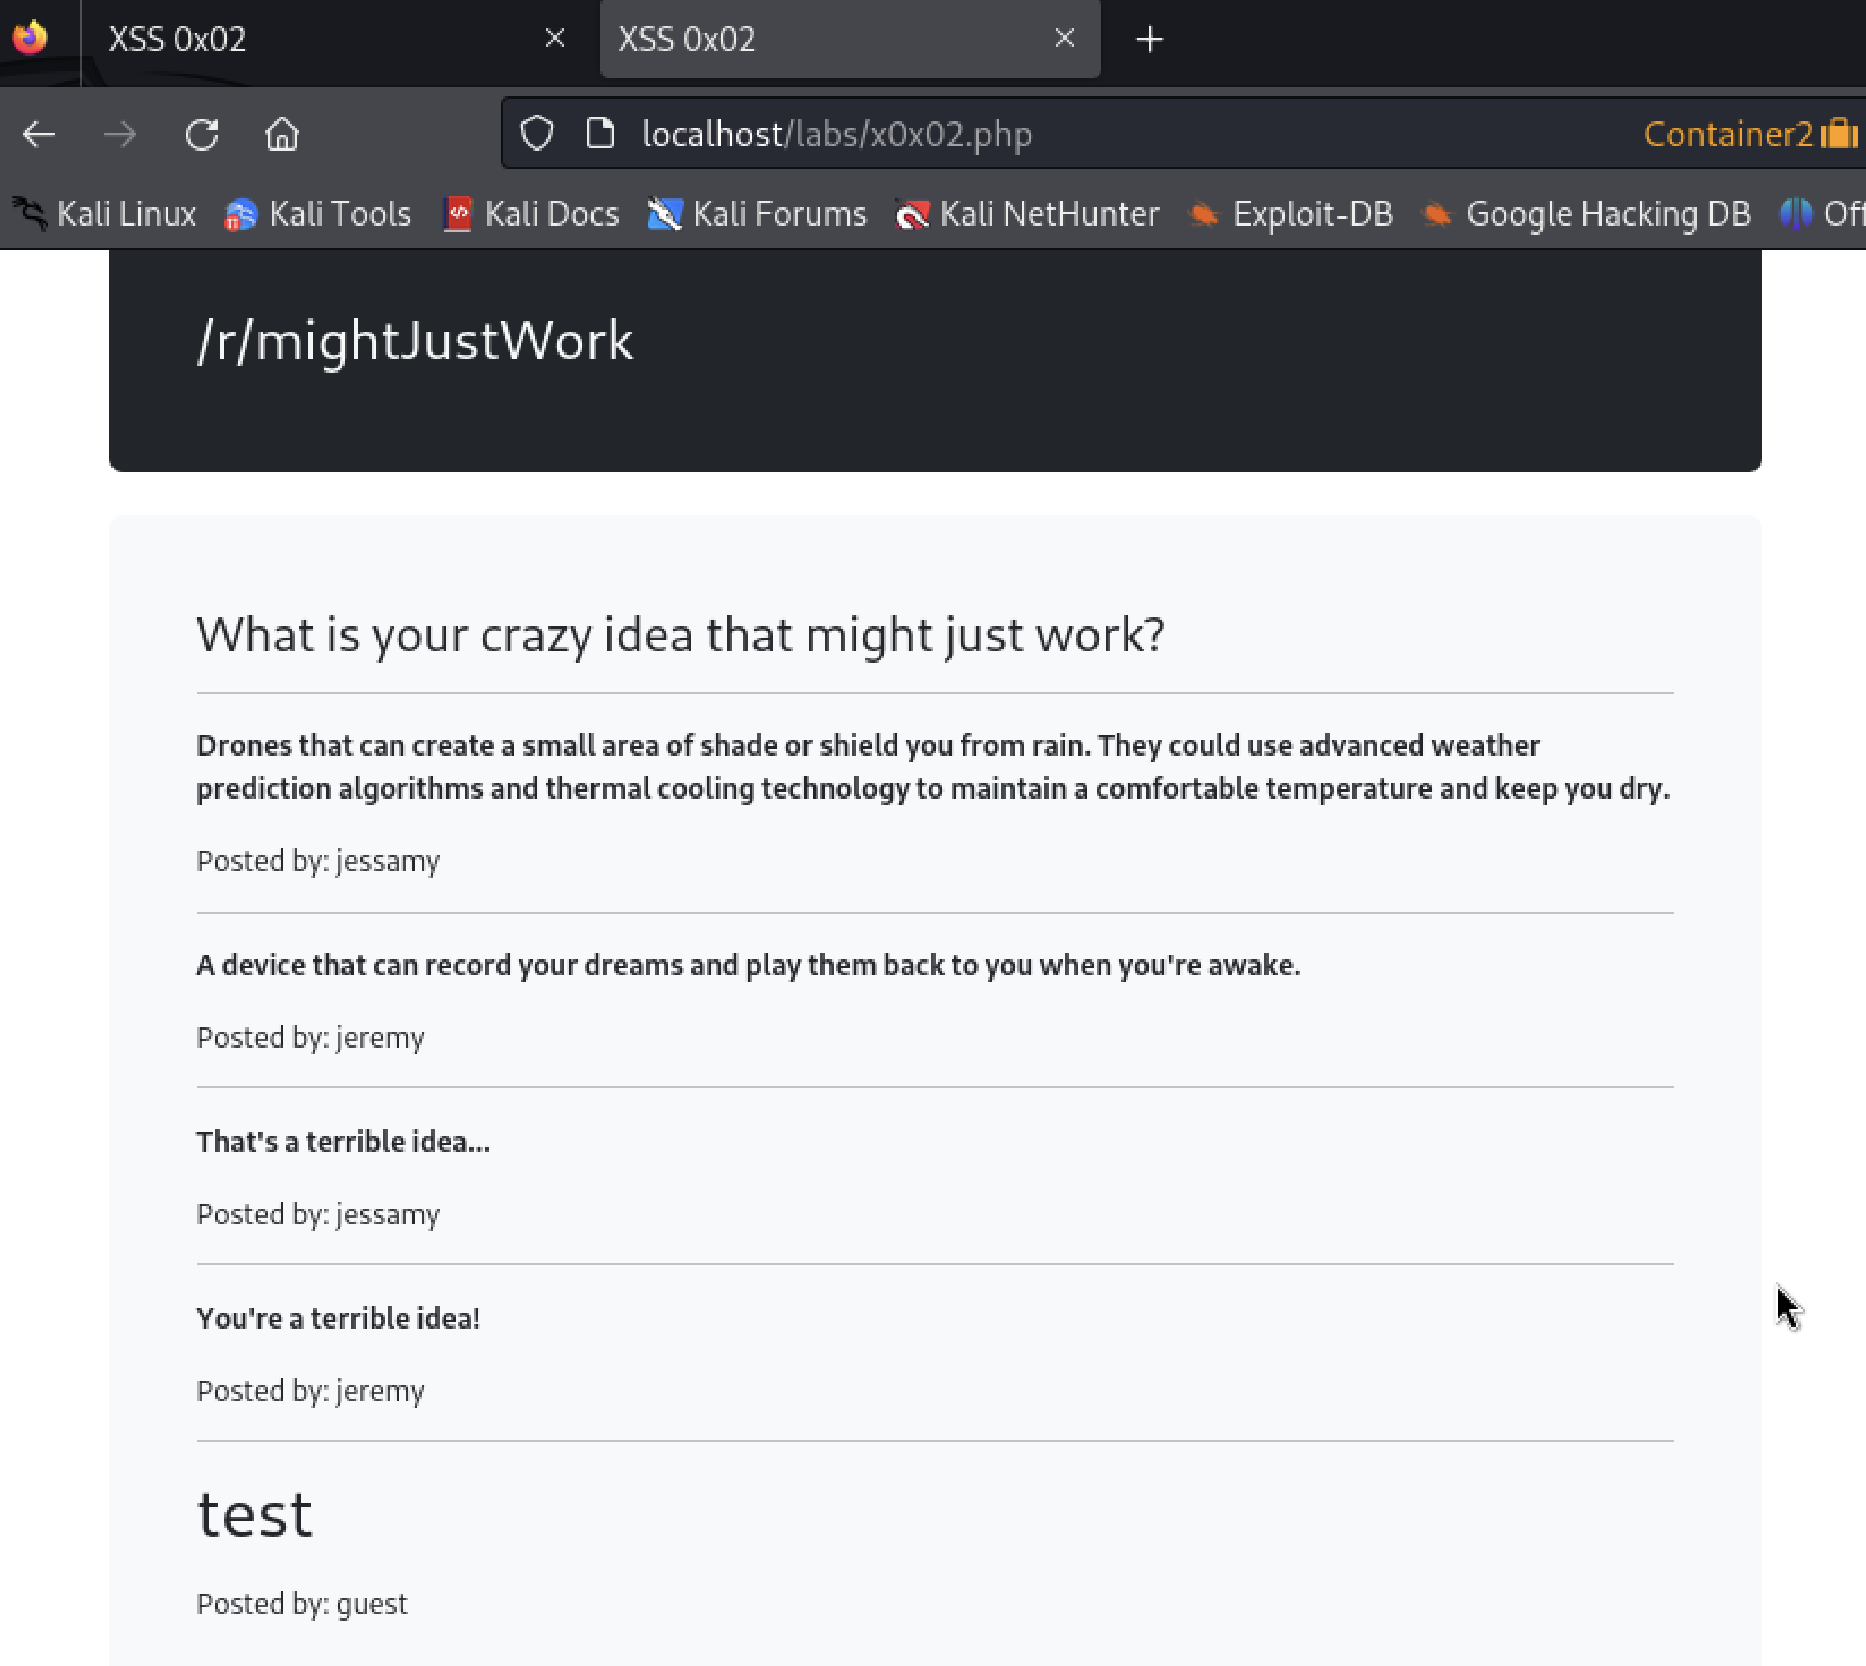 XSS 0x02
XSS 0x02
localhost/labs/x0x02.php
Container2
Kali Linux
Kali Tools
Kali Docs
Kali Forums
Kali NetHunter
Exploit-DB
Google Hacking DB
Off
/r/mightJustWork
What is your crazy idea that might just work?
Drones that can create a small area of shade or shield you from rain. They could use advanced weather
prediction algorithms and thermal cooling technology to maintain a comfortable temperature and keep you dry.
Posted by: jessamy
A device that can record your dreams and play them back to you when you're awake.
Posted by: jeremy
That's a terrible idea...
Posted by: jessamy
You're a terrible idea!
Posted by: jeremy
test
Posted by: guest